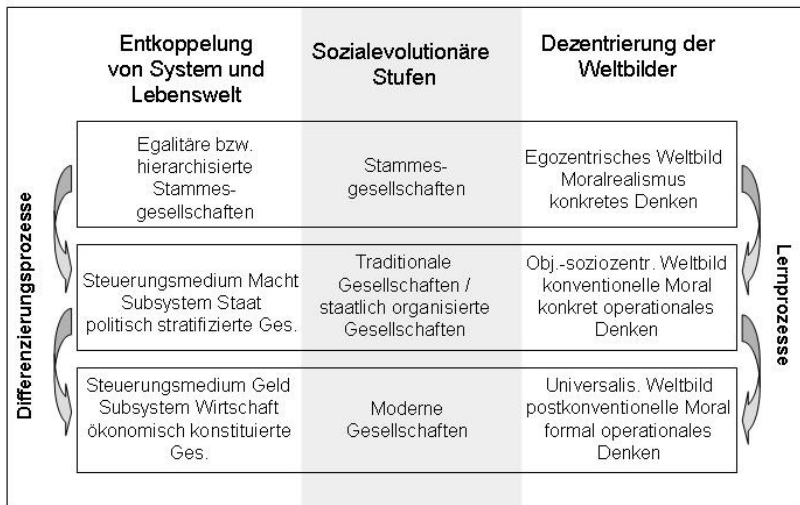 Entkoppelung
von System und
Lebenswelt
Sozialevolutionäre
Stufen
Dezentrierung der
Weltbilder
Differenzierungsprozesse
Egalitäre bzw.
hierarchisierte
Stammes-
gesellschaften
Stammes-
gesellschaften
Egozentrisches Weltbild
Moralrealismus
konkretes Denken
Steuerungsmedium Macht
Subsystem Staat
politisch stratifizierte Ges.
Traditionale
Gesellschaften /
staatlich organisierte
Gesellschaften
Obj.-soziozentr. Weltbild
konventionelle Moral
konkret operationales
Denken
Steuerungsmedium Geld
Subsystem Wirtschaft
ökonomisch konstituierte
Ges.
Moderne
Gesellschaften
Universalis. Weltbild
postkonventionelle Moral
formal operationales
Denken
Lernprozesse